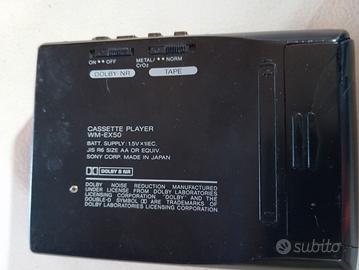 ON •• OFF
METAL/ •• NORM
CrO₂
DOLBY NR
TAPE
CASSETTE PLAYER
WM-EX50
BATT. SUPPLY: 1.5V×1IEC,
JIS R6 SIZE AA OR EQUIV.
SONY CORP. MADE IN JAPAN
DOLBY B NR
DOLBY NOISE REDUCTION MANUFACTURED
UNDER LICENSE FROM DOLBY LABORATORIES
LICENSING CORPORATION "DOLBY" AND THE
DOUBLE-D SYMBOL ARE TRADEMARKS OF
DOLBY LABORATORIES LICENSING CORPORATION
subito